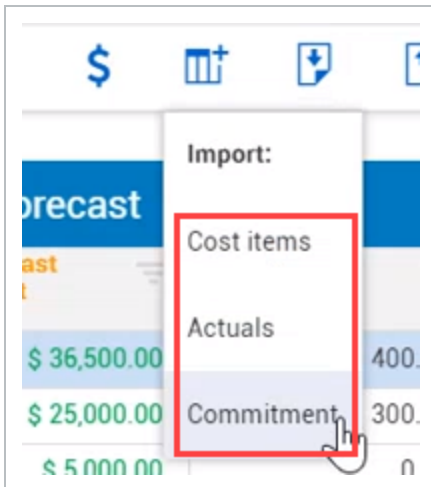 $
Import:
orecast
Cost items
ast
t
Actuals
$ 36,500.00
400.
$ 25,000.00
Commitment
300.
$ 5,000.00
0